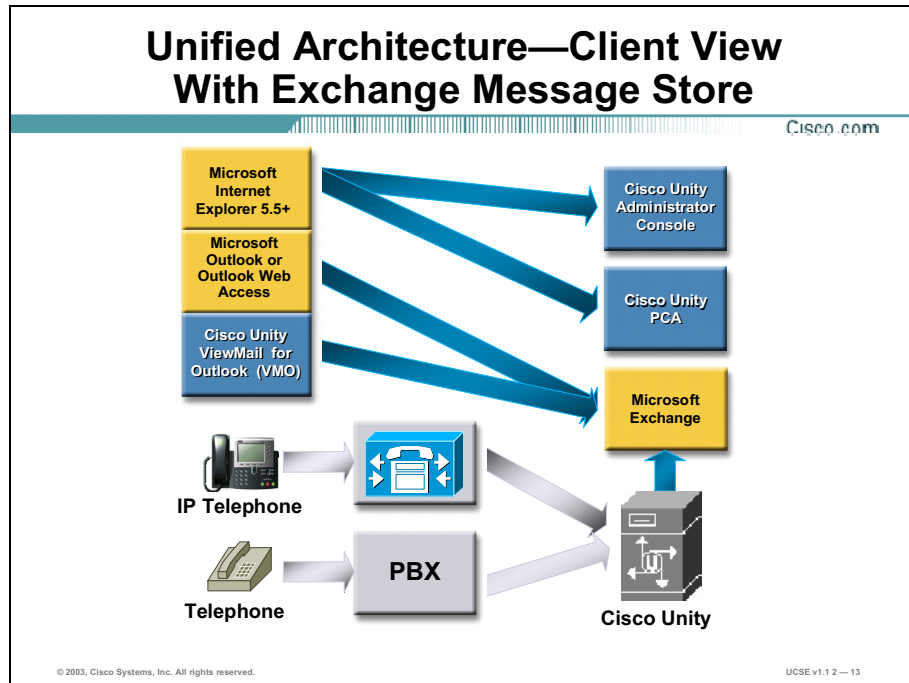 Unified Architecture—Client View
With Exchange Message Store
Cisco.com
Microsoft
Internet
Explorer 5.5+
Microsoft
Outlook or
Outlook Web
Access
Cisco Unity
ViewMail for
Outlook (VMO)
Cisco Unity
Administrator
Console
Cisco Unity
PCA
Microsoft
Exchange
IP Telephone
Telephone
PBX
U
Cisco Unity
© 2003, Cisco Systems, Inc. All rights reserved.
UCSE v1.1 2 — 13